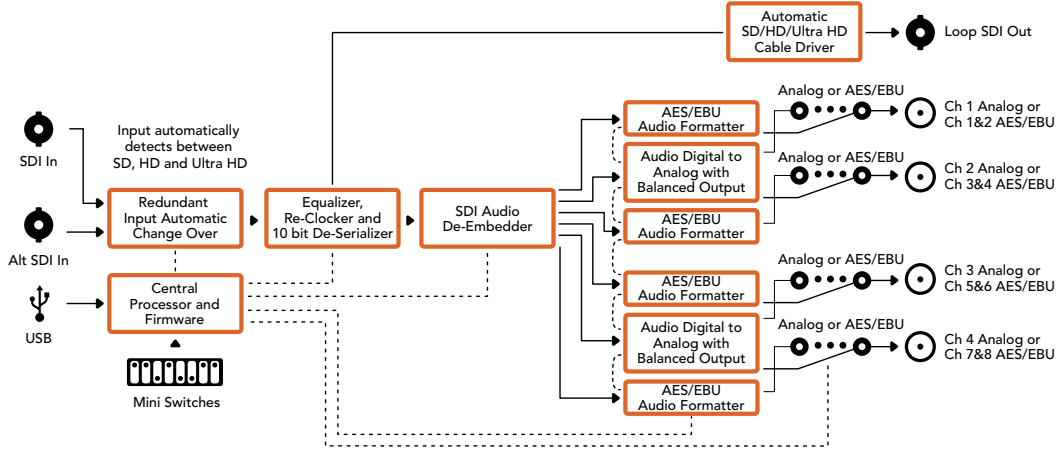 Automatic
SD/HD/Ultra HD
Cable Driver
Loop SDI Out
SDI In
Input automatically
detects between
SD, HD and Ultra HD
Alt SDI In
Redundant
Input Automatic
Change Over
Equalizer,
Re-Clocker and
10 bit De-Serializer
SDI Audio
De-Embedder
USB
Central
Processor and
Firmware
Mini Switches
AES/EBU
Audio Formatter
Audio Digital to
Analog with
Balanced Output
AES/EBU
Audio Formatter
AES/EBU
Audio Formatter
Audio Digital to
Analog with
Balanced Output
AES/EBU
Audio Formatter
Analog or AES/EBU
Ch 1 Analog or
Ch 1&2 AES/EBU
Analog or AES/EBU
Ch 2 Analog or
Ch 3&4 AES/EBU
Analog or AES/EBU
Ch 3 Analog or
Ch 5&6 AES/EBU
Analog or AES/EBU
Ch 4 Analog or
Ch 7&8 AES/EBU